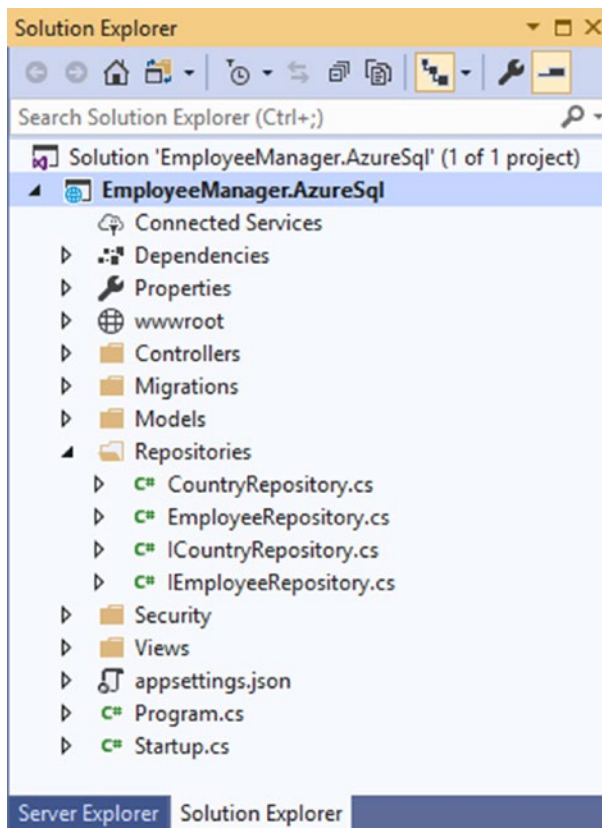 Solution Explorer
Search Solution Explorer (Ctrl+;)
Solution 'EmployeeManager.AzureSql' (1 of 1 project)
EmployeeManager.AzureSql
Connected Services
Dependencies
Properties
wwwroot
Controllers
Migrations
Models
Repositories
C# CountryRepository.cs
C# EmployeeRepository.cs
C# ICountryRepository.cs
C# IEmployeeRepository.cs
Security
Views
appsettings.json
C# Program.cs
C# Startup.cs
Server Explorer Solution Explorer